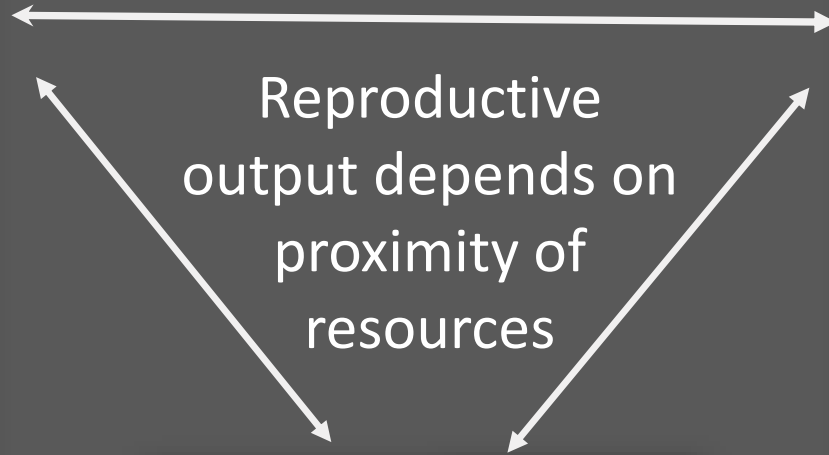 Reproductive
output depends on
proximity of
resources